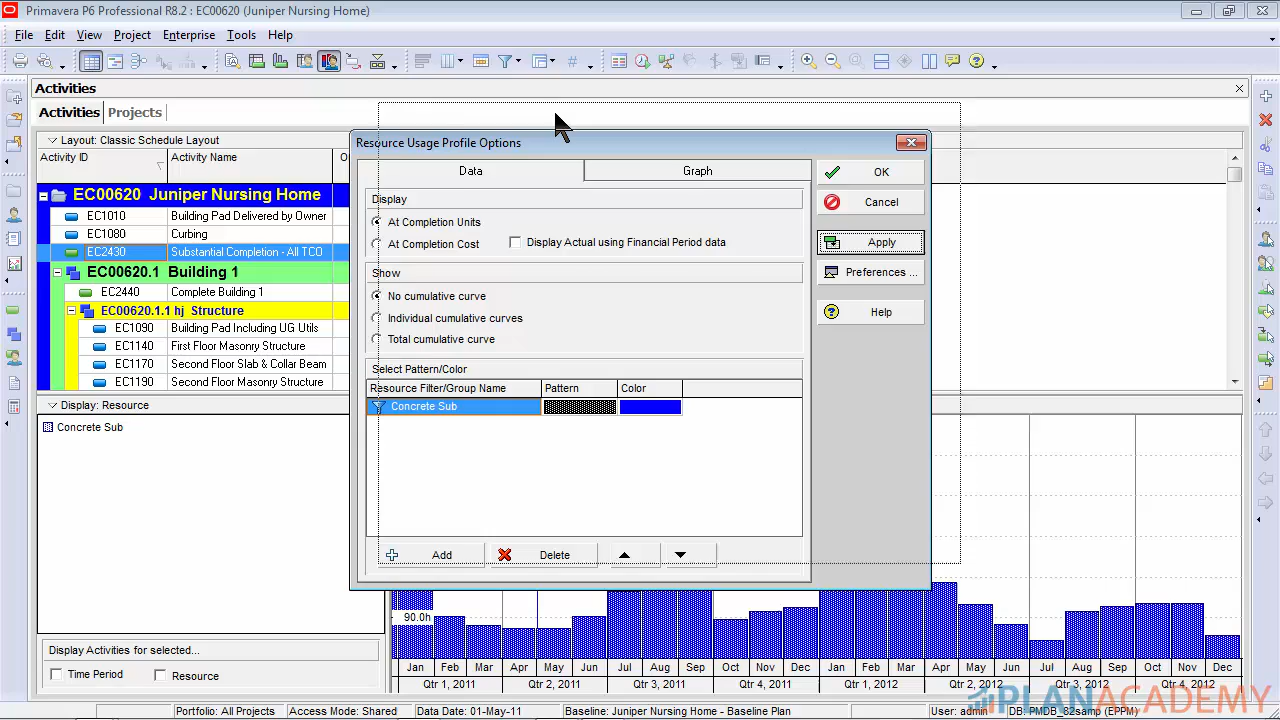 Primavera P6 Professional R8.2 : EC00620 (Juniper Nursing Home)
File Edit View Project Enterprise Tools Help
Activities
Activities Projects
Layout: Classic Schedule Layout
Activity ID Activity Name O
EC00620 Juniper Nursing Home
EC1010 Building Pad Delivered by Owner
EC1080 Curbing
EC2430 Substantial Completion - All TCO
EC00620.1 Building 1
EC2440 Complete Building 1
EC00620.1.1 hj Structure
EC1090 Building Pad Including UG Utils
EC1140 First Floor Masonry Structure
EC1170 Second Floor Slab & Collar Beam
EC1190 Second Floor Masonry Structure
Display: Resource
Concrete Sub
Display Activities for selected...
Time Period Resource
Resource Usage Profile Options
Data Graph
Display
At Completion Units
At Completion Cost Display Actual using Financial Period data
Show
No cumulative curve
Individual cumulative curves
Total cumulative curve
Select Pattern/Color
Resource Filter/Group Name Pattern Color
Concrete Sub
Add Delete
OK
Cancel
Apply
Preferences ...
Help
90.0h
Jan Feb Mar Apr May Jun Jul Aug Sep Oct Nov Dec Jan Feb Mar Apr May Jun Jul Aug Sep Oct Nov Dec
Qtr 1, 2011 Qtr 2, 2011 Qtr 3, 2011 Qtr 4, 2011 Qtr 1, 2012 Qtr 2, 2012 Qtr 3, 2012 Qtr 4, 2012
PLANACADEMY
Portfolio: All Projects Access Mode: Shared Data Date: 01-May-11 Baseline: Juniper Nursing Home - Baseline Plan User: admin DB: PMDB_82samp (EPPM)